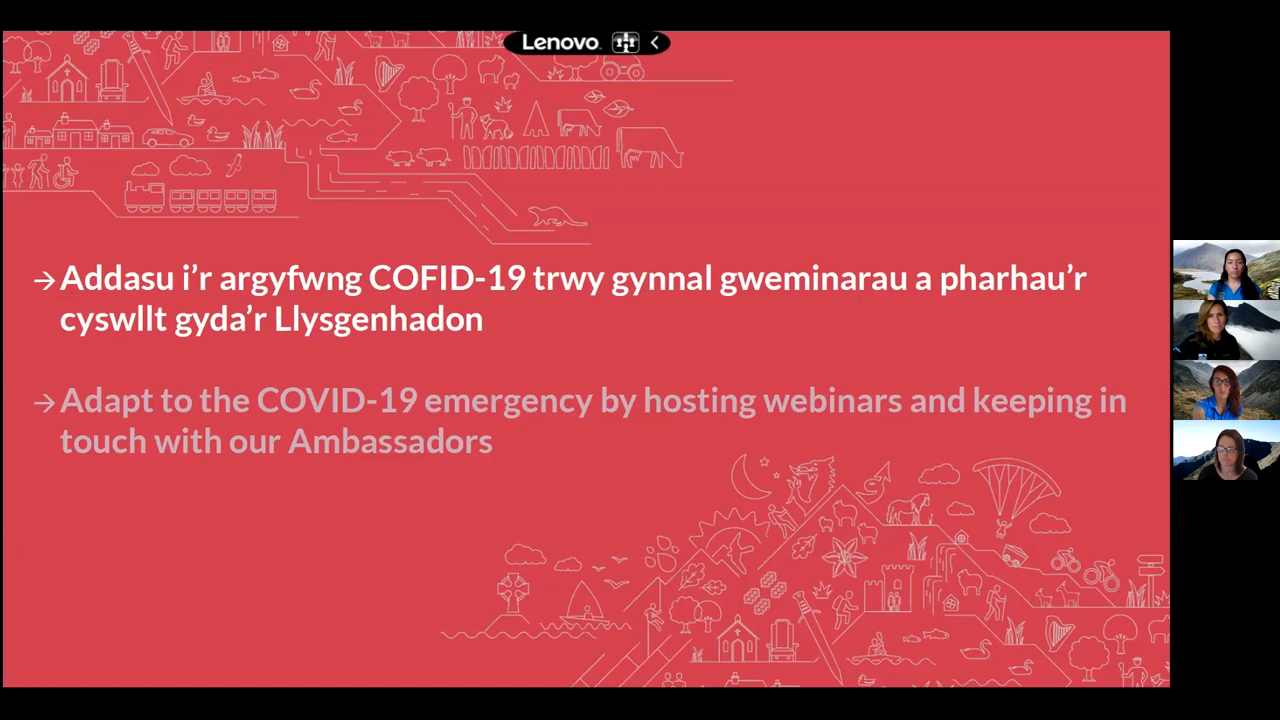 Lenovo
→ Addasu i'r argyfwng COFID-19 trwy gynnal gweminarau a pharhau'r
cyswllt gyda'r Llysgenhadon
→ Adapt to the COVID-19 emergency by hosting webinars and keeping in
touch with our Ambassadors